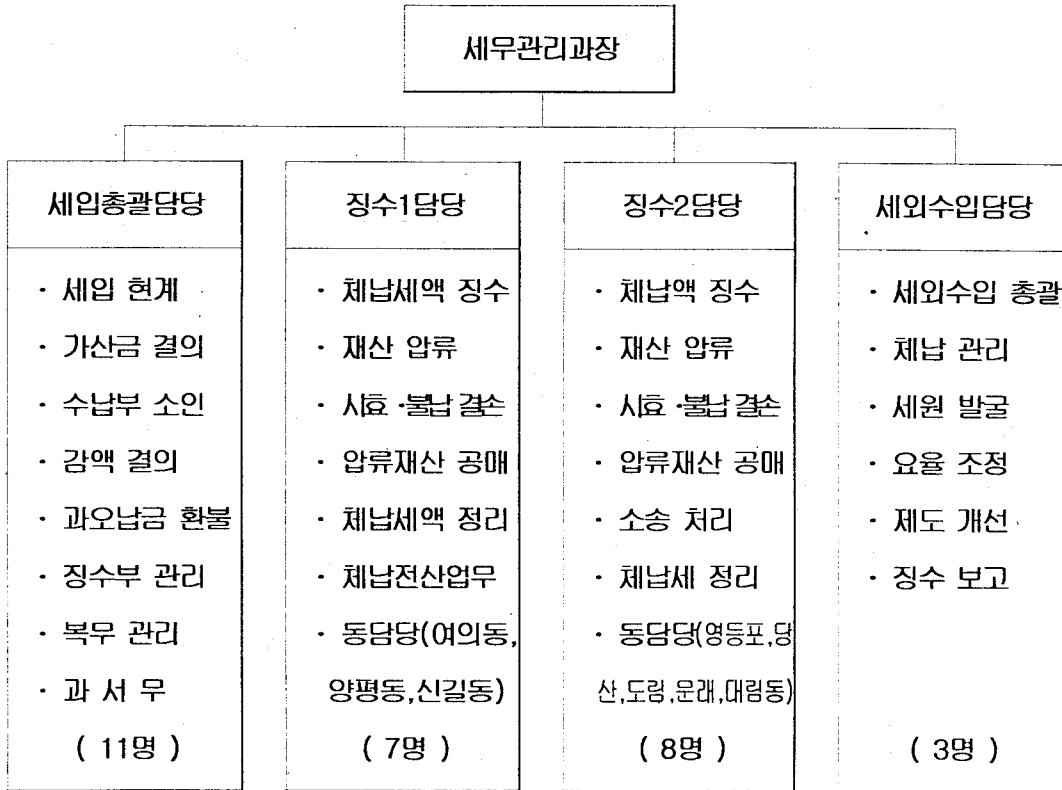 세무관리과장
세입총괄담당
· 세입 현계
· 가산금 결의
· 수납부 소인
· 감액 결의
· 과오납금 환불
· 징수부 관리
· 복무 관리
· 과 서 무
( 11명 )
징수1담당
· 체납세액 징수
· 재산 압류
· 시효·불납결손
· 압류재산 공매
· 체납세액 정리
· 체납전산업무
· 동담당(여의동,
양평동,신길동)
( 7명 )
징수2담당
· 체납액 징수
· 재산 압류
· 시효·불납결손
· 압류재산 공매
· 소송 처리
· 체납세 정리
· 동담당(영등포,당
산,도림,문래,대림동)
( 8명 )
세외수입담당
· 세외수입 총괄
· 체납 관리
· 세원 발굴
· 요율 조정
· 제도 개선
· 징수 보고
( 3명 )